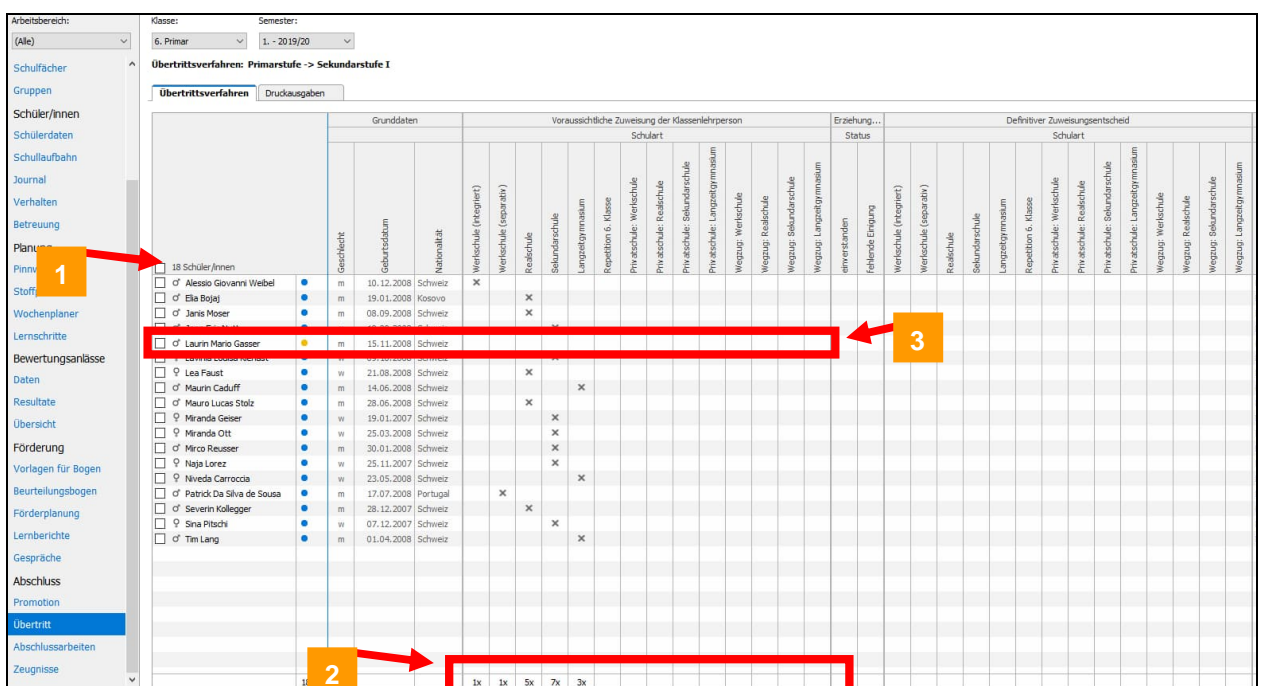 Arbeitsbereich:
Klasse:
Semester:
(Alle)
6. Primar
1. - 2019/20
Übertrittsverfahren: Primarstufe -> Sekundarstufe I
Übertrittsverfahren
Druckausgaben
Schulfächer
Gruppen
Schüler/innen
Schülerdaten
Schullaufbahn
Journal
Verhalten
Betreuung
Planung
Stoff
Wochenplaner
Lernschritte
Bewertungsanlässe
Daten
Resultate
Übersicht
Förderung
Vorlagen für Bogen
Beurteilungsbogen
Förderplanung
Lernberichte
Gespräche
Abschluss
Promotion
Übertritt
Abschlussarbeiten
Zeugnisse
Grunddaten
Voraussichtliche Zuweisung der Klassenlehrperson
Erziehung...
Definitiver Zuweisungsentscheid
Schulart
Status
Schulart
Geschlecht
Geburtsdatum
Nationalität
Werkschule (integriert)
Werkschule (separativ)
Realschule
Sekundarschule
Langzeitgymnasium
Repetition 6. Klasse
Privatschule: Werkschule
Privatschule: Realschule
Privatschule: Sekundarschule
Privatschule: Langzeitgymnasium
Wegzug: Werkschule
Wegzug: Realschule
Wegzug: Sekundarschule
Wegzug: Langzeitgymnasium
einverstanden
Fehlende Einigung
Werkschule (integriert)
Werkschule (separativ)
Realschule
Sekundarschule
Langzeitgymnasium
Repetition 6. Klasse
Privatschule: Werkschule
Privatschule: Realschule
Privatschule: Sekundarschule
Privatschule: Langzeitgymnasium
Wegzug: Werkschule
Wegzug: Realschule
Wegzug: Sekundarschule
Wegzug: Langzeitgymnasium
18 Schüler/innen
Alessio Giovanni Weibel m 10.12.2008 Schweiz
Elia Bojaj m 19.01.2008 Kosovo
Janis Moser m 08.09.2008 Schweiz
Laurin Mario Gasser m 15.11.2008 Schweiz
Lea Faust w 21.08.2008 Schweiz
Maurin Caduff m 14.06.2008 Schweiz
Mauro Lucas Stolz m 28.06.2008 Schweiz
Miranda Geiser w 19.01.2007 Schweiz
Miranda Ott w 25.03.2008 Schweiz
Mirco Reusser m 30.01.2008 Schweiz
Naja Lorez w 25.11.2007 Schweiz
Niveda Carroccia w 23.05.2008 Schweiz
Patrick Da Silva de Sousa m 17.07.2008 Portugal
Severin Kollegger m 28.12.2007 Schweiz
Sina Pitschi w 07.12.2007 Schweiz
Tim Lang m 01.04.2008 Schweiz
1x 1x 5x 7x 3x
1
2
3